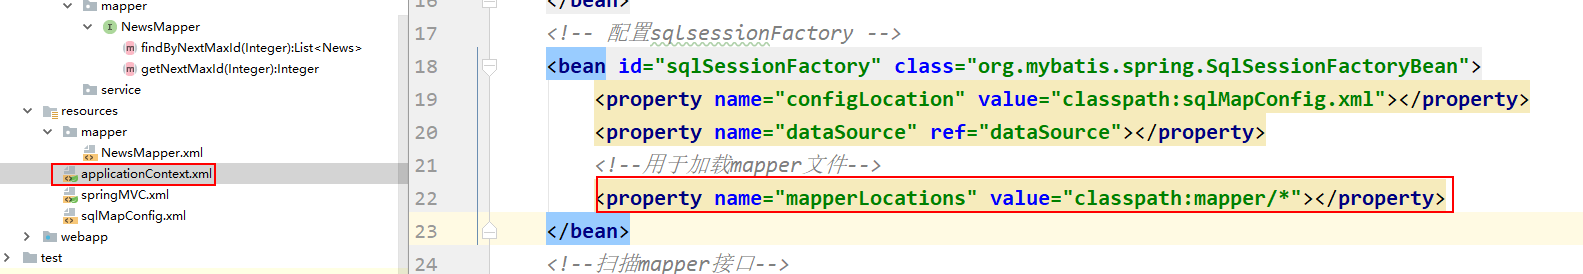 mapper
NewsMapper
findByNextMaxId(Integer):List<News>
getNextMaxId(Integer):Integer
service
resources
mapper
NewsMapper.xml
applicationContext.xml
springMVC.xml
sqlMapConfig.xml
webapp
test
16 </bean>
17 <!-- 配置sqlsessionFactory -->
18 <bean id="sqlSessionFactory" class="org.mybatis.spring.SqlSessionFactoryBean">
19 <property name="configLocation" value="classpath:sqlMapConfig.xml"></property>
20 <property name="dataSource" ref="dataSource"></property>
21 <!--用于加载mapper文件-->
22 <property name="mapperLocations" value="classpath:mapper/*"></property>
23 </bean>
24 <!--扫描mapper接口-->